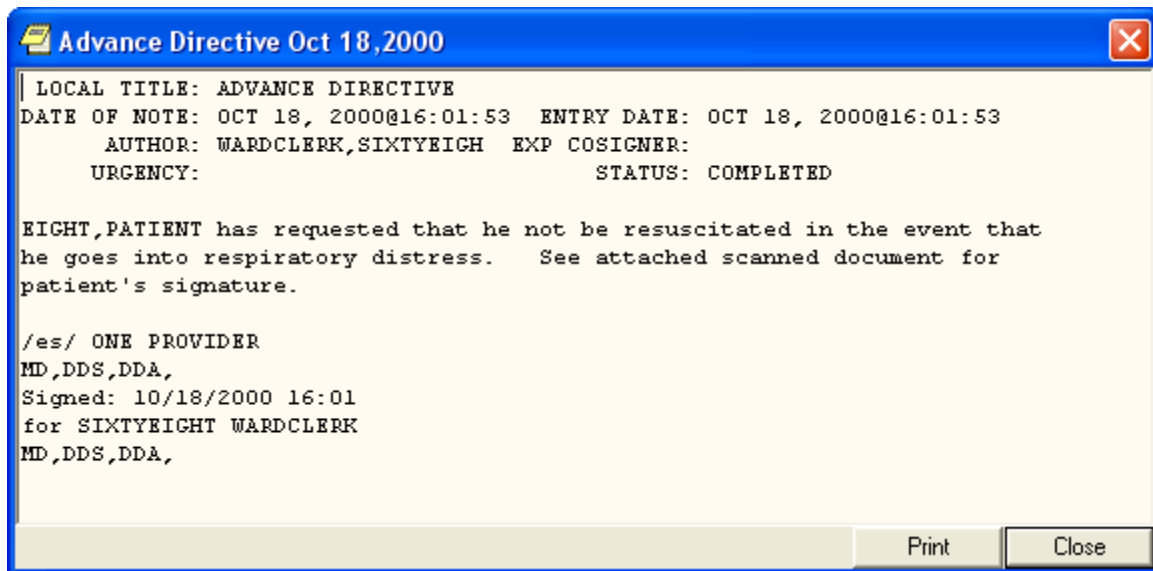 Advance Directive Oct 18,2000
LOCAL TITLE: ADVANCE DIRECTIVE
DATE OF NOTE: OCT 18, 2000@16:01:53 ENTRY DATE: OCT 18, 2000@16:01:53
AUTHOR: WARDCLERK,SIXTYEIGH EXP COSIGNER:
URGENCY: STATUS: COMPLETED
EIGHT,PATIENT has requested that he not be resuscitated in the event that
he goes into respiratory distress. See attached scanned document for
patient's signature.
/es/ ONE PROVIDER
MD,DDS,DDA,
Signed: 10/18/2000 16:01
for SIXTYEIGHT WARDCLERK
MD,DDS,DDA,
Print Close